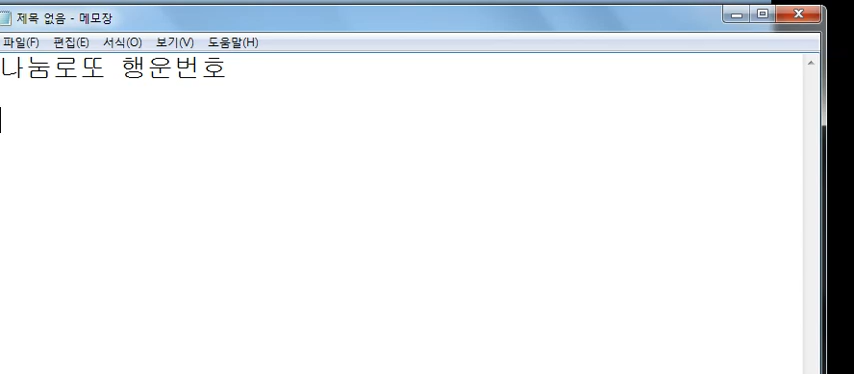 제목 없음 - 메모장
파일(F) 편집(E) 서식(O) 보기(V) 도움말(H)
나눔로또 행운번호